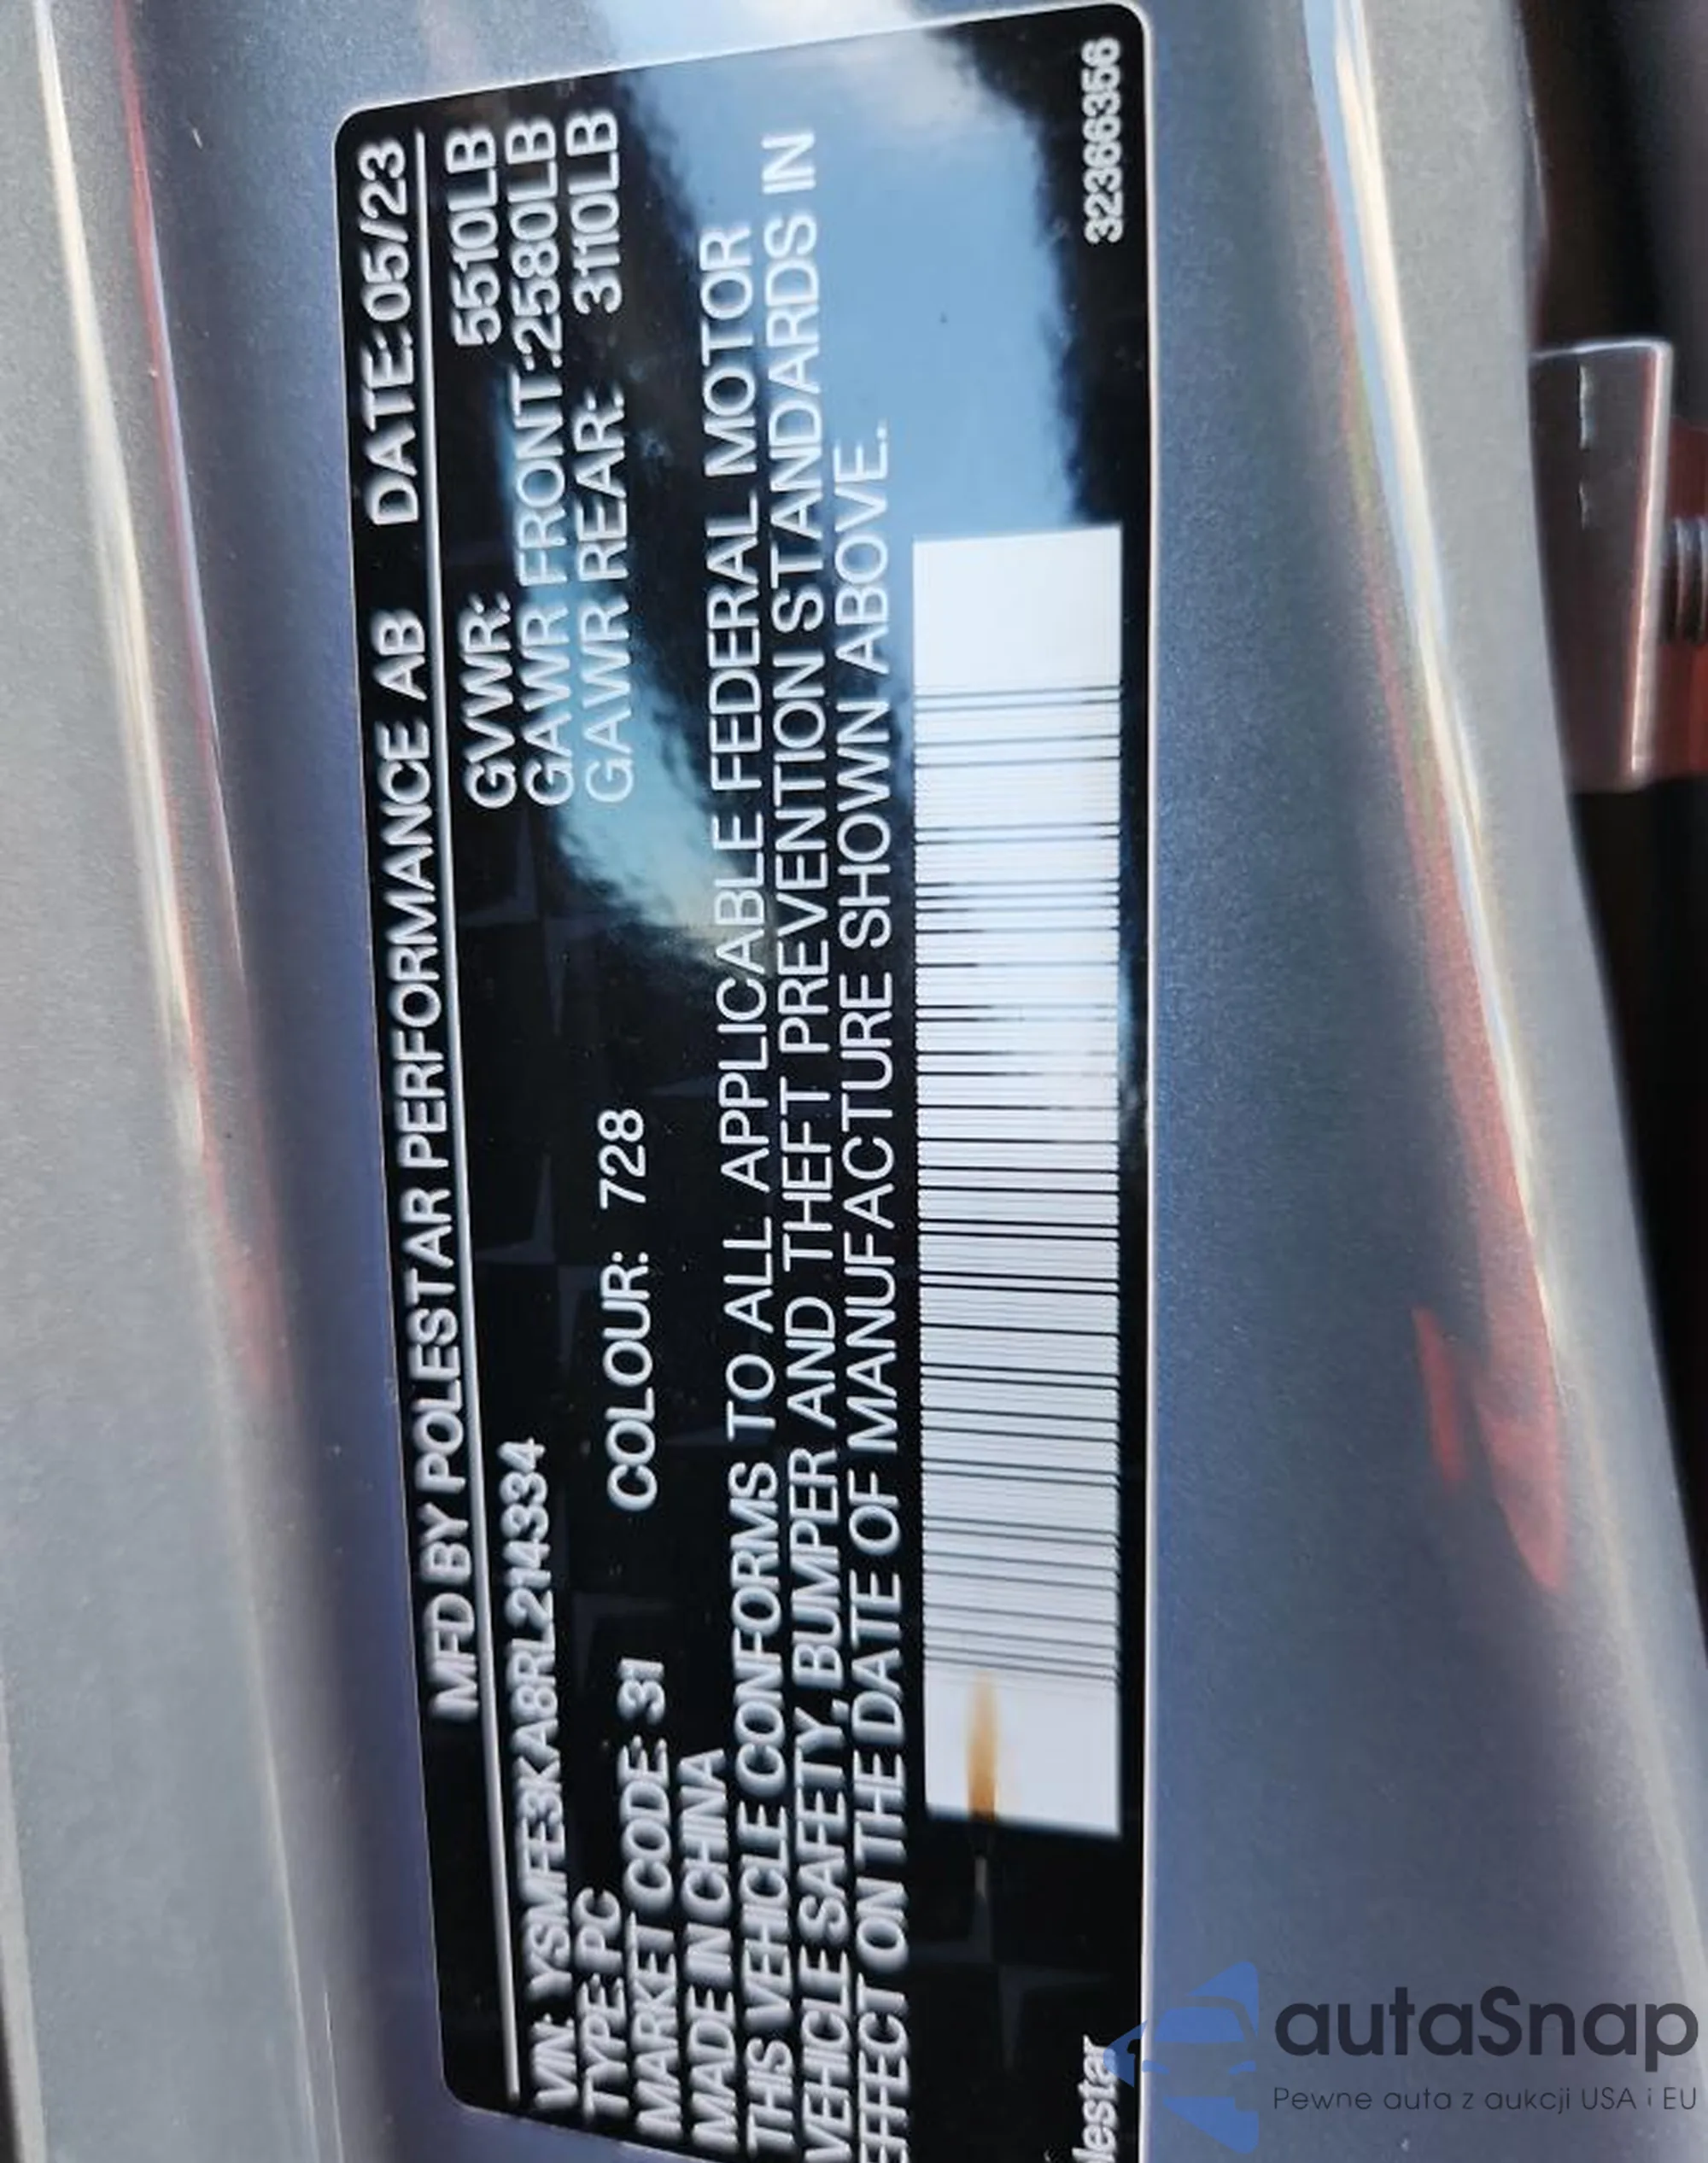 MFD BY POLESTAR PERFORMANCE AB DATE:05/23
VIN: YSMFE3KA8RL214334 GVWR: 5510LB
TYPE: PC GAWR FRONT:2580LB
MARKET CODE: 31 COLOUR: 728 GAWR REAR: 3110LB
MADE IN CHINA
THIS VEHICLE CONFORMS TO ALL APPLICABLE FEDERAL MOTOR
VEHICLE SAFETY, BUMPER AND THEFT PREVENTION STANDARDS IN
EFFECT ON THE DATE OF MANUFACTURE SHOWN ABOVE.
lestar 32366356
autaSnap
Pewne auta z aukcji USA i EU